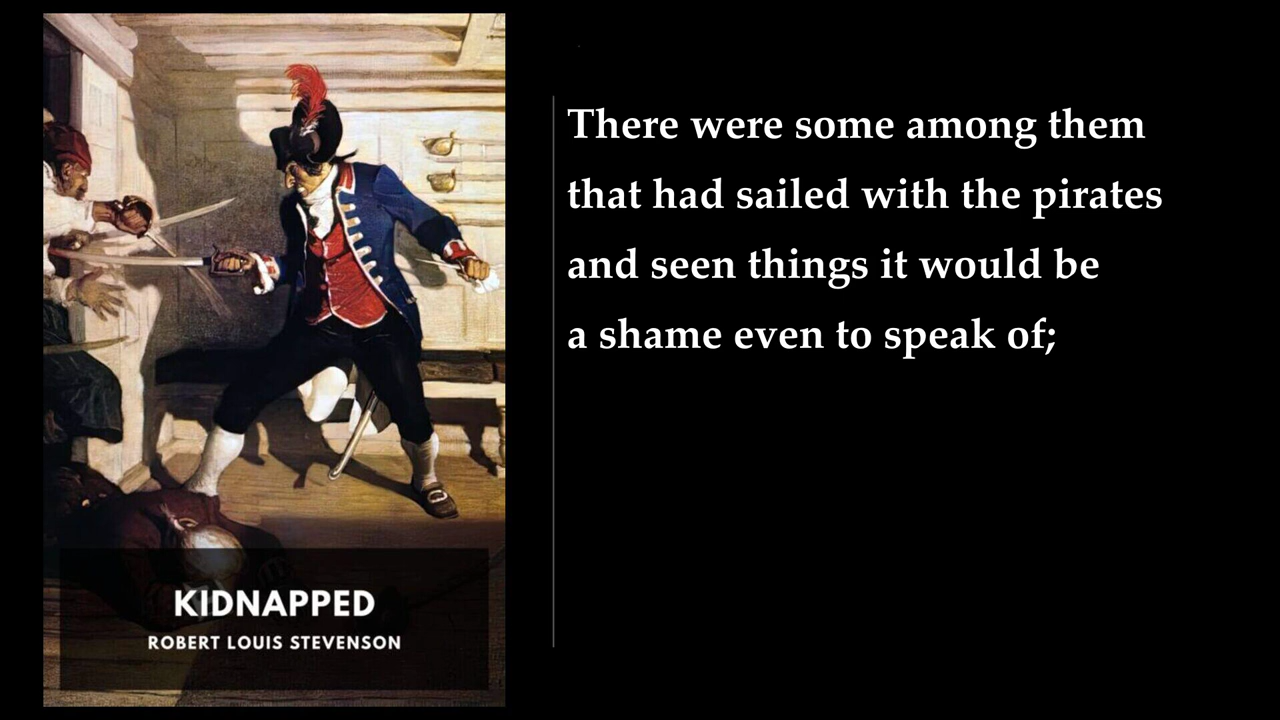 There were some among them
that had sailed with the pirates
and seen things it would be
a shame even to speak of;
KIDNAPPED
ROBERT LOUIS STEVENSON